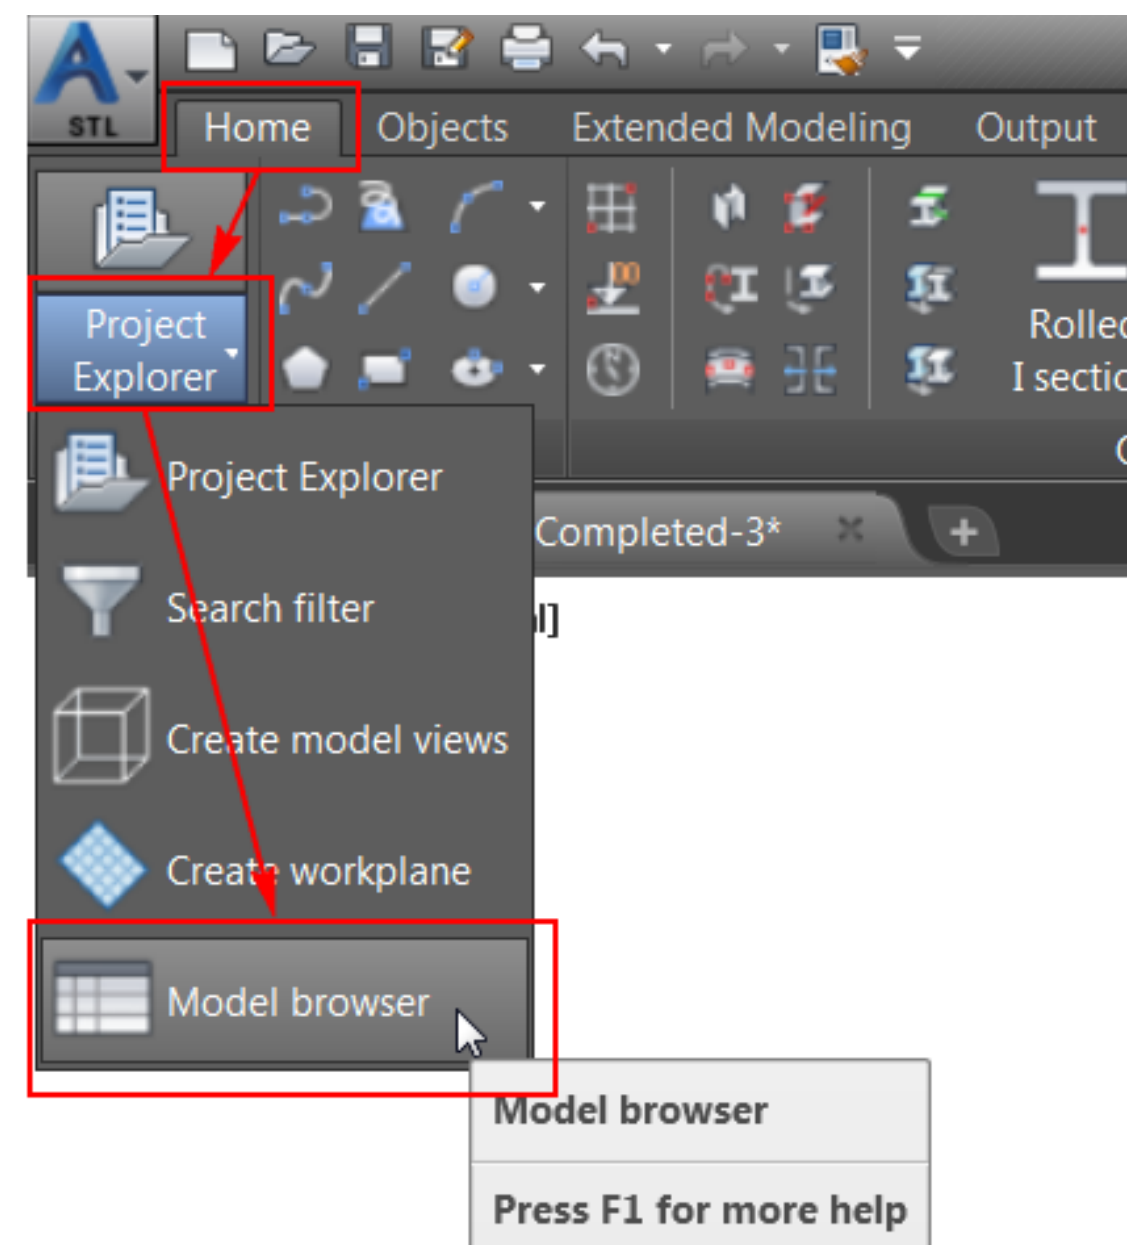 STL
Home Objects Extended Modeling Output
Project
Explorer
Rolled
I sectio
Project Explorer
Completed-3*
Search filter
l]
Create model views
Create workplane
Model browser
Model browser
Press F1 for more help